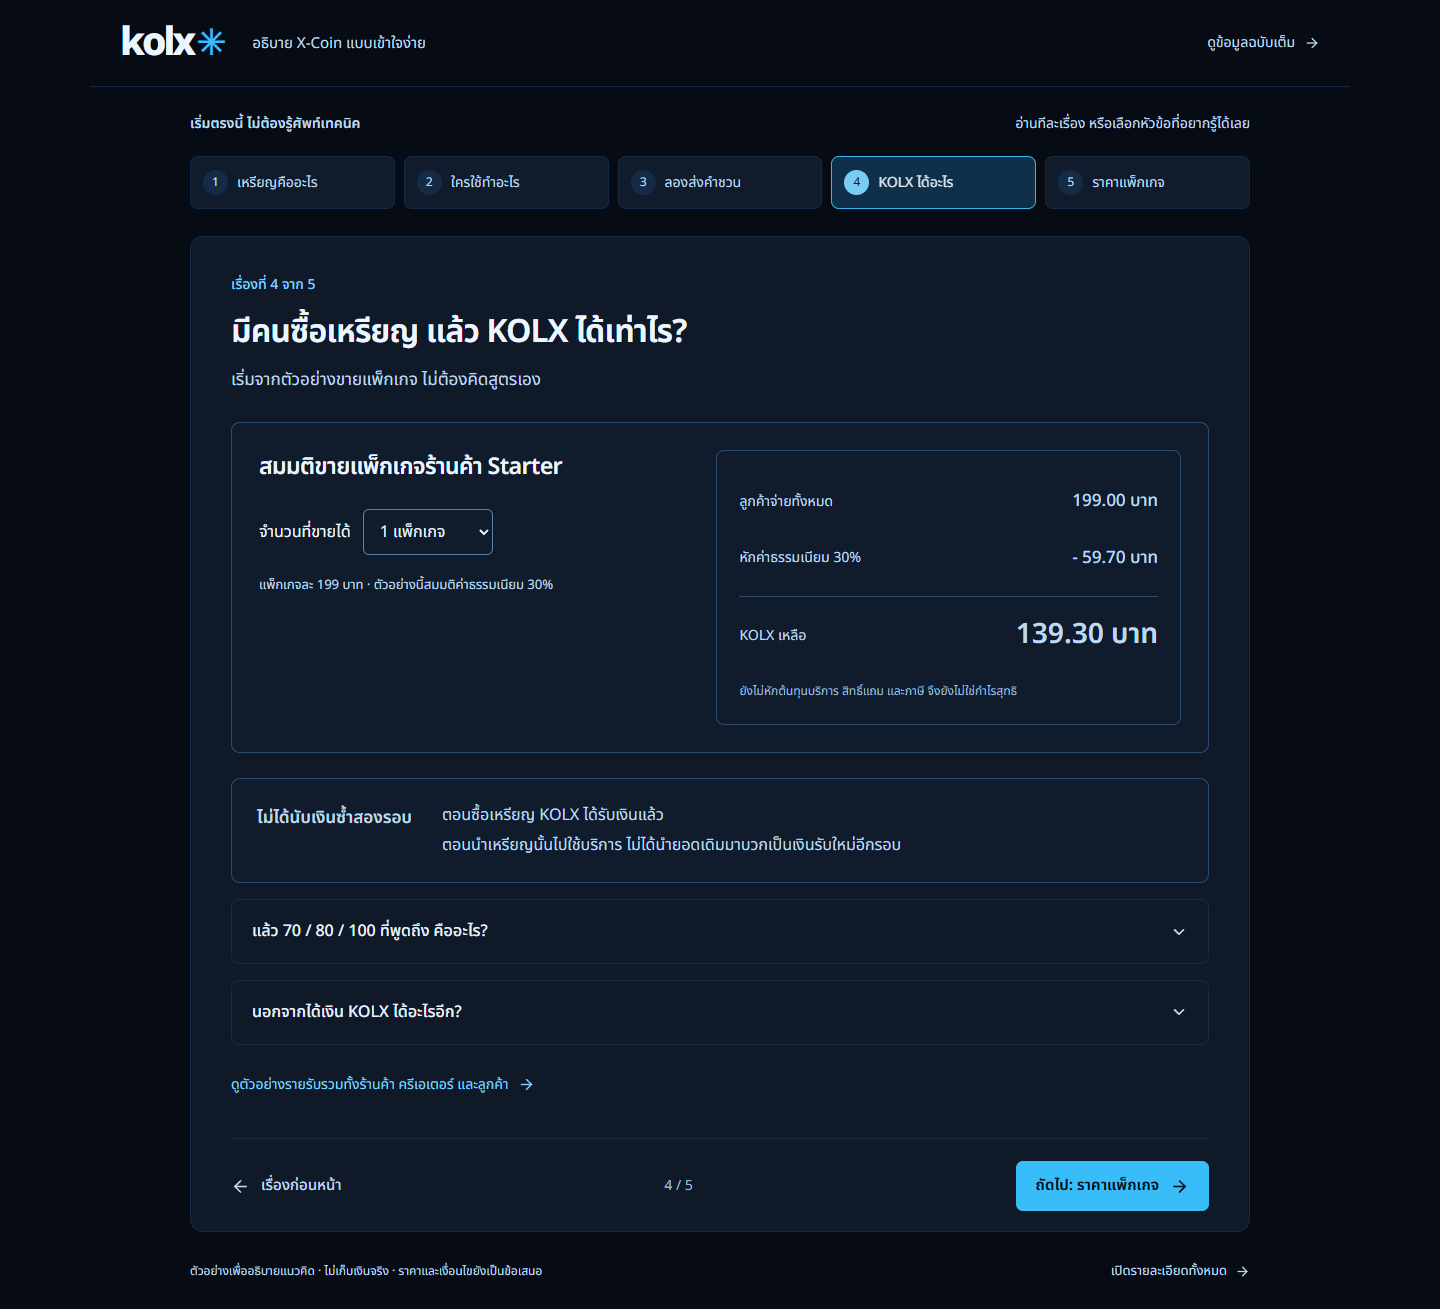 kolx
อธิบาย X-Coin แบบเข้าใจง่าย
ดูข้อมูลฉบับเต็ม →
เริ่มตรงนี้ ไม่ต้องรู้ศัพท์เทคนิค
อ่านทีละเรื่อง หรือเลือกหัวข้อที่อยากรู้ได้เลย
1 เหรียญคืออะไร
2 ใครใช้ทำอะไร
3 ลองส่งคำชวน
4 KOLX ได้อะไร
5 ราคาแพ็กเกจ
เรื่องที่ 4 จาก 5
มีคนซื้อเหรียญ แล้ว KOLX ได้เท่าไร?
เริ่มจากตัวอย่างขายแพ็กเกจ ไม่ต้องคิดสูตรเอง
สมมติขายแพ็กเกจร้านค้า Starter
จำนวนที่ขายได้ 1 แพ็กเกจ
แพ็กเกจละ 199 บาท · ตัวอย่างนี้สมมติค่าธรรมเนียม 30%
ลูกค้าจ่ายทั้งหมด 199.00 บาท
หักค่าธรรมเนียม 30% - 59.70 บาท
KOLX เหลือ 139.30 บาท
ยังไม่หักต้นทุนบริการ สิทธิ์แถม และภาษี จึงยังไม่ใช่กำไรสุทธิ
ไม่ได้นับเงินซ้ำสองรอบ
ตอนซื้อเหรียญ KOLX ได้รับเงินแล้ว
ตอนนำเหรียญนั้นไปใช้บริการ ไม่ได้นำยอดเดิมมาบวกเป็นเงินรับใหม่อีกรอบ
แล้ว 70 / 80 / 100 ที่พูดถึง คืออะไร?
นอกจากได้เงิน KOLX ได้อะไรอีก?
ดูตัวอย่างรายรับรวมทั้งร้านค้า ครีเอเตอร์ และลูกค้า →
← เรื่องก่อนหน้า
4 / 5
ถัดไป: ราคาแพ็กเกจ →
ตัวอย่างเพื่ออธิบายแนวคิด · ไม่เก็บเงินจริง · ราคาและเงื่อนไขยังเป็นข้อเสนอ
เปิดรายละเอียดทั้งหมด →